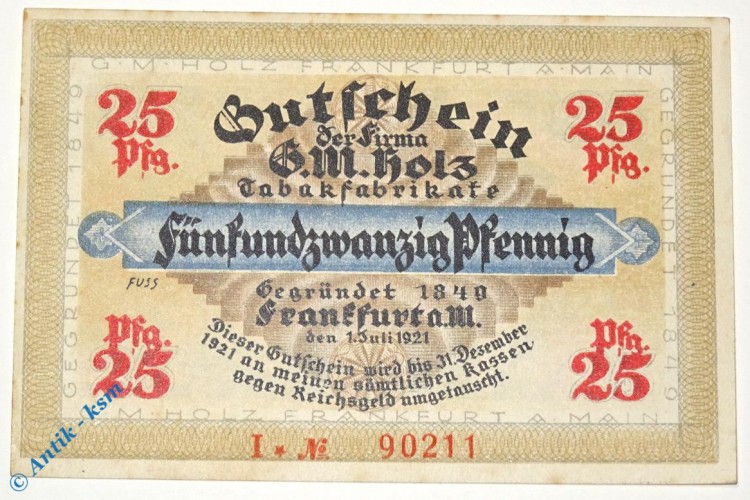 G·M·HOLZ FRANKFURT A·MAIN
GEGRÜNDET 1849
GEGRÜNDET 1849
25
Pfg.
25
Pfg.
Gutschein
der Firma
G.M. Holz
Tabakfabrikate
Fünfundzwanzig Pfennig
FUSS
Gegründet 1849
Frankfurt a.M.
den 1. Juli 1921
Pfg.
25
Pfg.
25
Dieser Gutschein wird bis 31. Dezember
1921 an meinen sämtlichen Kassen
gegen Reichsgeld umgetauscht.
G·M·HOLZ FRANKFURT A·MAIN
I * № 90211
© Antik - ksm